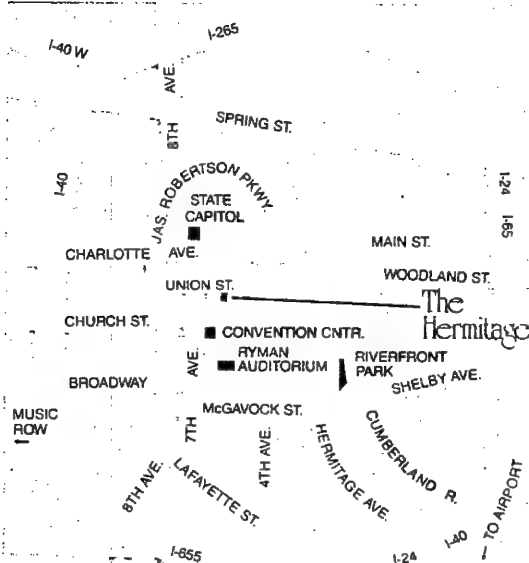 I-265
I-40 W
AVE.
8TH
SPRING ST.
JAS. ROBERTSON PKWY.
I-40
I-24
I-65
STATE
CAPITOL
CHARLOTTE AVE.
MAIN ST.
WOODLAND ST.
UNION ST.
The
Hermitage
CHURCH ST.
CONVENTION CNTR.
RYMAN
AUDITORIUM
RIVERFRONT
PARK
AVE.
7TH
BROADWAY
SHELBY AVE.
McGAVOCK ST.
MUSIC
ROW
4TH AVE.
HERMITAGE AVE.
CUMBERLAND R.
8TH AVE.
LAFAYETTE ST.
TO AIRPORT
I-40
I-24
I-655